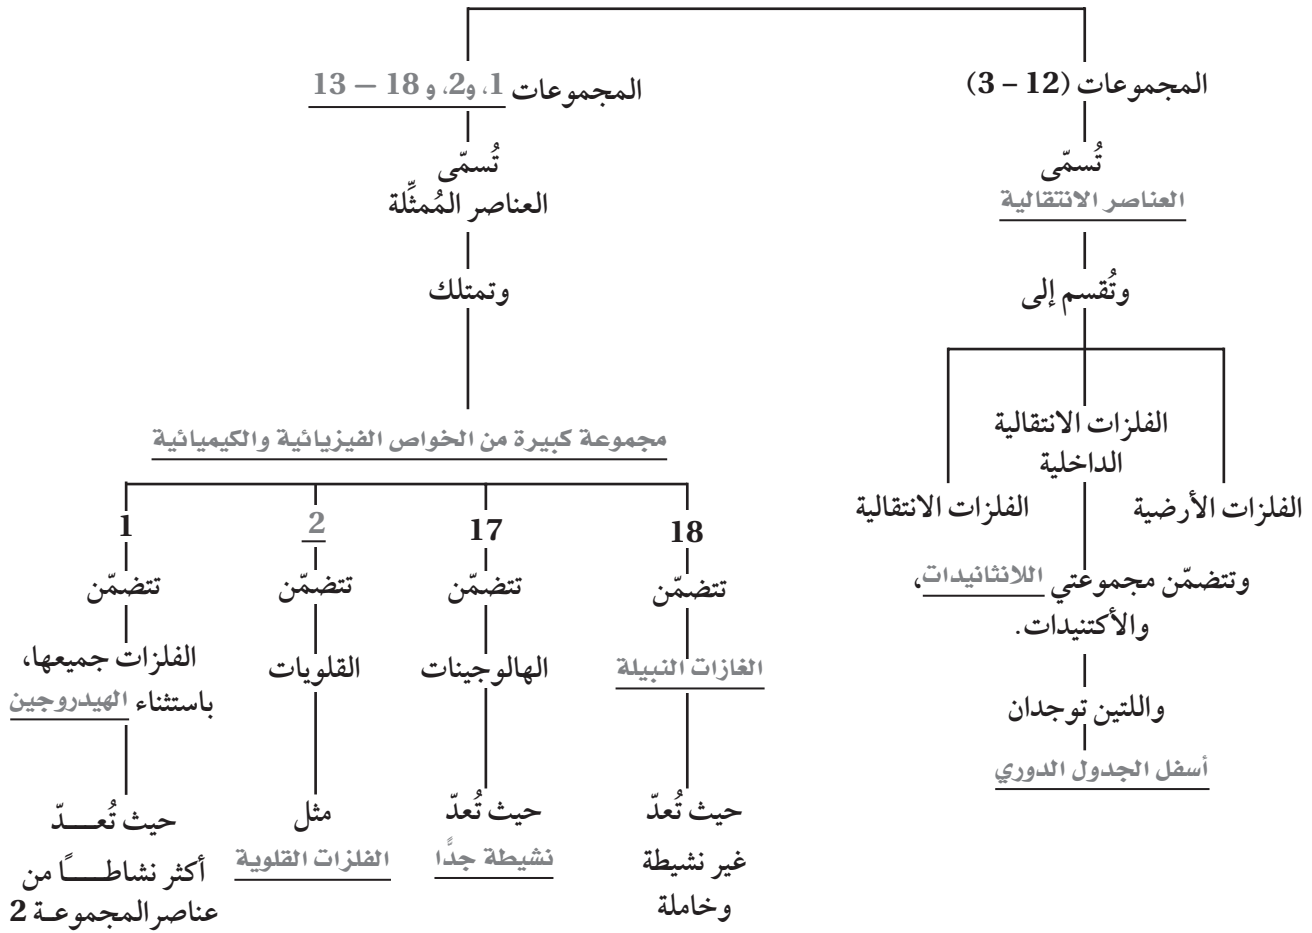 المجموعات (3 – 12)
تُسمّى
العناصر الانتقالية
وتُقسم إلى
الفلزات الأرضية
الفلزات الانتقالية
الداخلية
الفلزات الانتقالية
وتتضمّن مجموعتي اللانثانيدات،
والأكتنيدات.
واللتين توجدان
أسفل الجدول الدوري
المجموعات 1، و2، و 18 – 13
تُسمّى
العناصر المُمثِّلة
وتمتلك
مجموعة كبيرة من الخواص الفيزيائية والكيميائية
18
تتضمّن
الغازات النبيلة
حيث تُعدّ
غير نشيطة
وخاملة
17
تتضمّن
الهالوجينات
حيث تُعدّ
نشيطة جدًّا
2
تتضمّن
القلويات
مثل
الفلزات القلوية
1
تتضمّن
الفلزات جميعها،
باستثناء الهيدروجين
حيث تُعـــدّ
أكثر نشاطـــًا من
عناصر المجموعـة 2